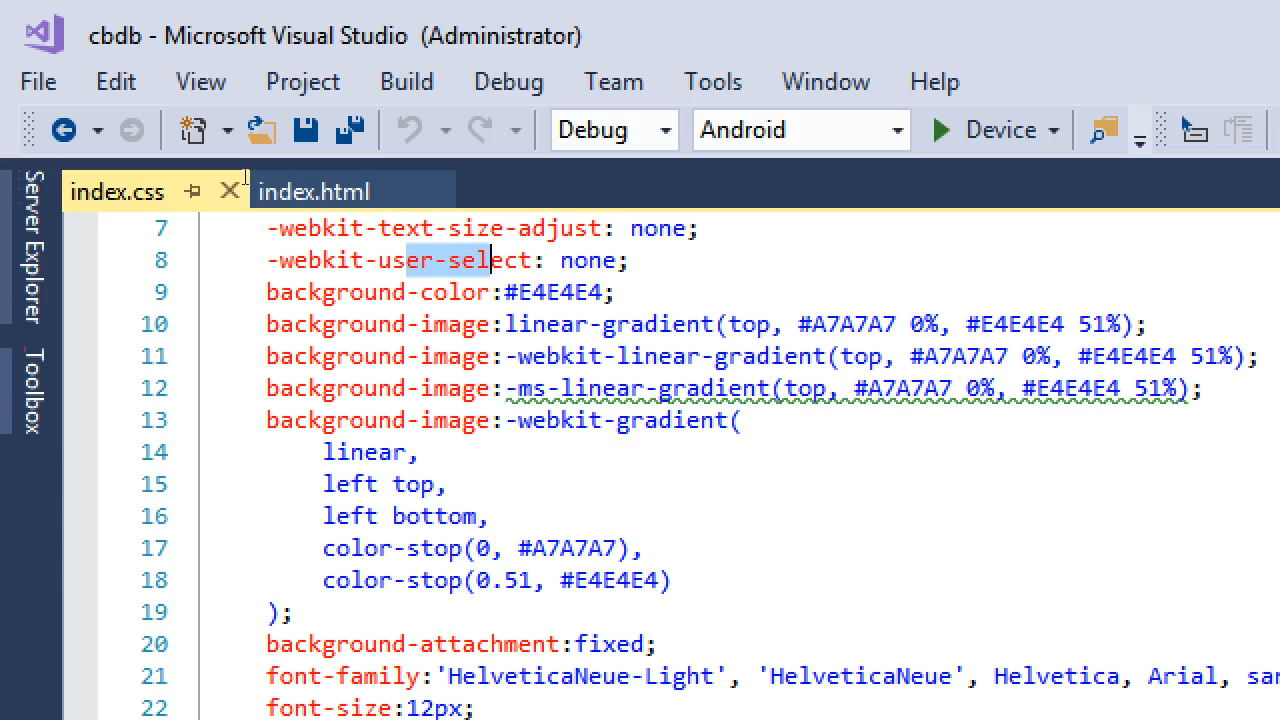 cbdb - Microsoft Visual Studio (Administrator)
File Edit View Project Build Debug Team Tools Window Help
Debug Android Device
Server Explorer
Toolbox
index.css index.html
7 -webkit-text-size-adjust: none;
8 -webkit-user-select: none;
9 background-color:#E4E4E4;
10 background-image:linear-gradient(top, #A7A7A7 0%, #E4E4E4 51%);
11 background-image:-webkit-linear-gradient(top, #A7A7A7 0%, #E4E4E4 51%);
12 background-image:-ms-linear-gradient(top, #A7A7A7 0%, #E4E4E4 51%);
13 background-image:-webkit-gradient(
14 linear,
15 left top,
16 left bottom,
17 color-stop(0, #A7A7A7),
18 color-stop(0.51, #E4E4E4)
19 );
20 background-attachment:fixed;
21 font-family:'HelveticaNeue-Light', 'HelveticaNeue', Helvetica, Arial, san
22 font-size:12px;